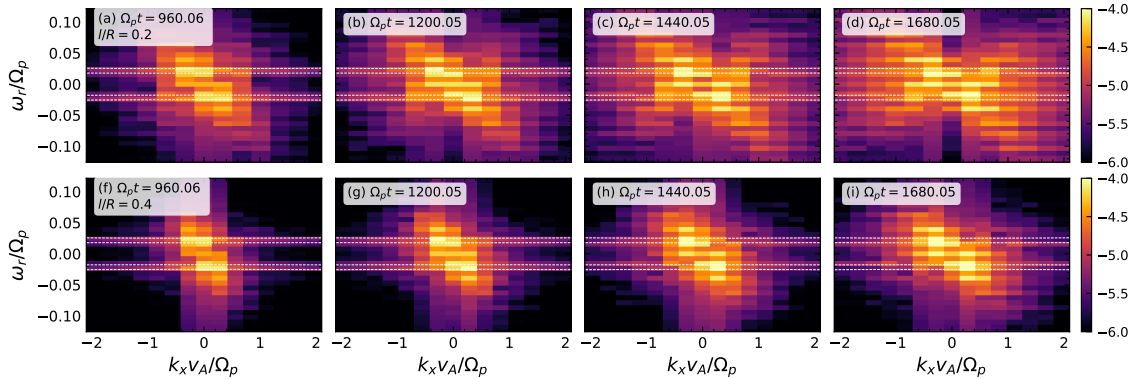 (a) Ω_p t = 960.06
l/R = 0.2
(b) Ω_p t = 1200.05
(c) Ω_p t = 1440.05
(d) Ω_p t = 1680.05
ω_r/Ω_p
0.10
0.05
0.00
−0.05
−0.10
−4.0
−4.5
−5.0
−5.5
−6.0
(f) Ω_p t = 960.06
l/R = 0.4
(g) Ω_p t = 1200.05
(h) Ω_p t = 1440.05
(i) Ω_p t = 1680.05
ω_r/Ω_p
0.10
0.05
0.00
−0.05
−0.10
−4.0
−4.5
−5.0
−5.5
−6.0
−2 −1 0 1 2
−2 −1 0 1 2
−2 −1 0 1 2
−2 −1 0 1 2
k_x v_A/Ω_p
k_x v_A/Ω_p
k_x v_A/Ω_p
k_x v_A/Ω_p